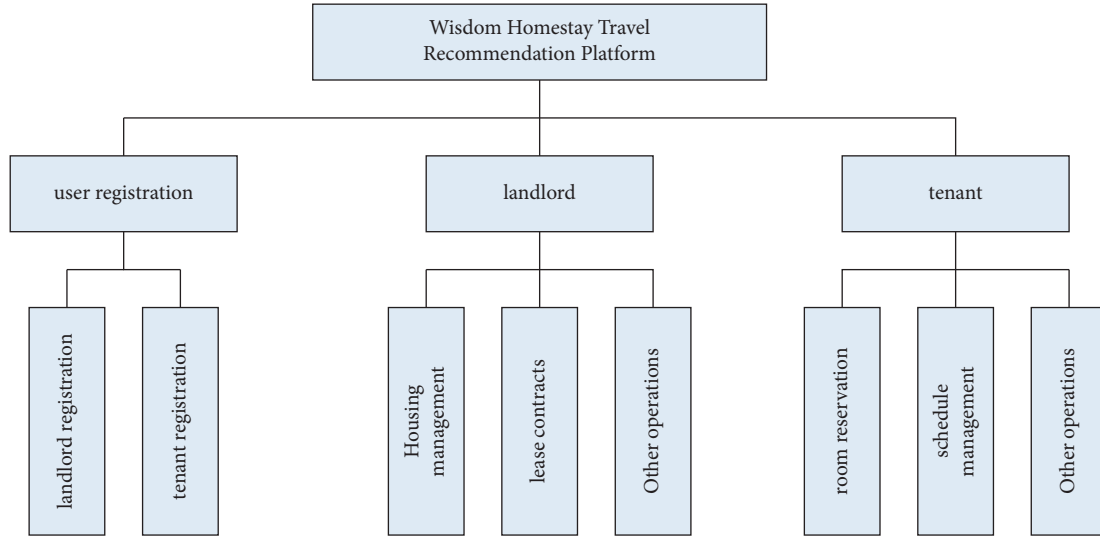 Wisdom Homestay Travel
Recommendation Platform
user registration
landlord
tenant
landlord registration
tenant registration
Housing
management
lease contracts
Other operations
room reservation
schedule
management
Other operations